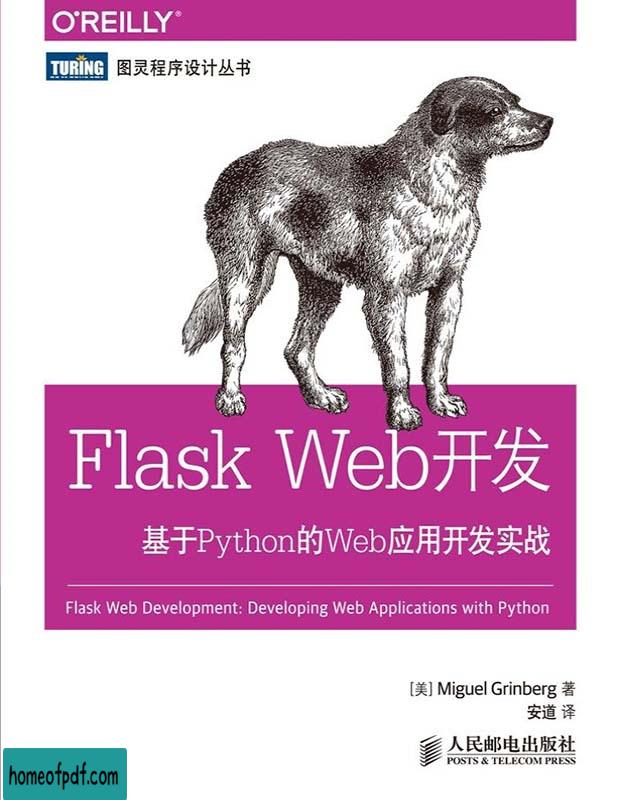 O'REILLY®
TURING 图灵程序设计丛书
Flask Web开发
基于Python的Web应用开发实战
Flask Web Development: Developing Web Applications with Python
[美] Miguel Grinberg 著
安道 译
人民邮电出版社
POSTS & TELECOM PRESS
homeofpdf.com